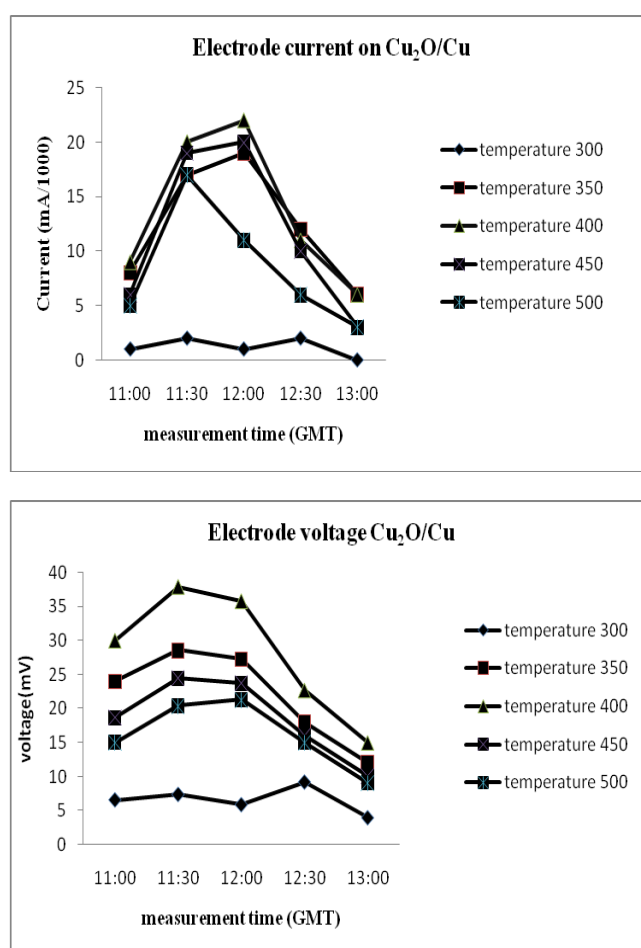 Electrode current on Cu₂O/Cu
25
20
15
10
5
0
Current (mA/1000)
11:00 11:30 12:00 12:30 13:00
measurement time (GMT)
temperature 300
temperature 350
temperature 400
temperature 450
temperature 500
Electrode voltage Cu₂O/Cu
40
35
30
25
20
15
10
5
0
voltage(mV)
11:00 11:30 12:00 12:30 13:00
measurement time (GMT)
temperature 300
temperature 350
temperature 400
temperature 450
temperature 500